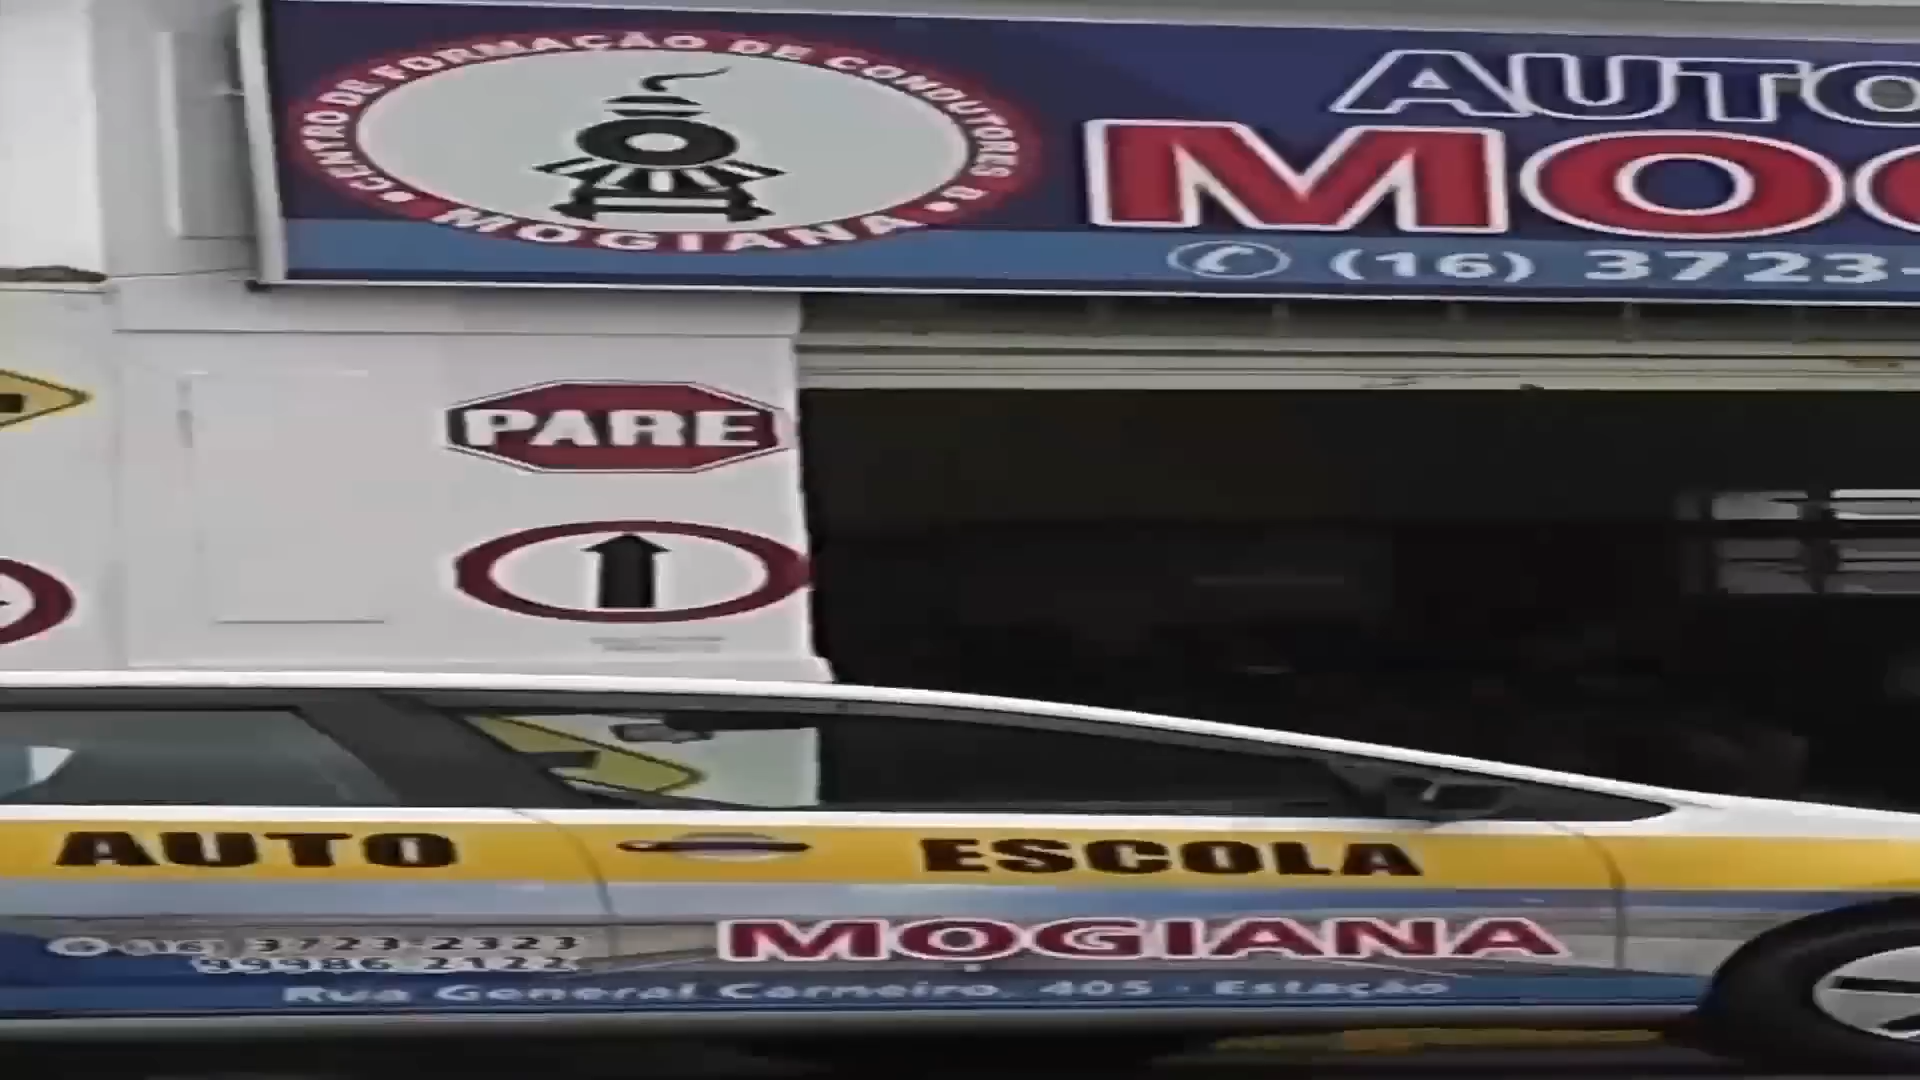 CENTRO DE FORMAÇÃO DE CONDUTORES B
• MOGIANA •
AUTO
MO
(16) 3723-
PARE
AUTO ESCOLA
MOGIANA
(16) 3723-2323
99986-2122
Rua General Carneiro, 405 - Estação